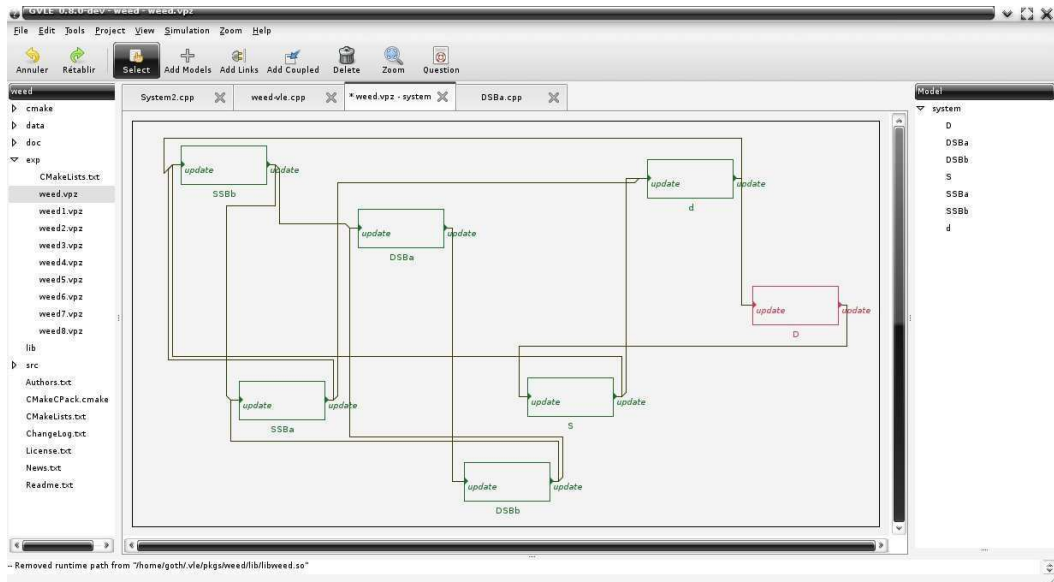 GVLE 0.8.0-dev - weed - weed.vpz
File Edit Tools Project View Simulation Zoom Help
Annuler Rétablir Select Add Models Add Links Add Coupled Delete Zoom Question
weed
cmake
data
doc
exp
CMakeLists.txt
weed.vpz
weed1.vpz
weed2.vpz
weed3.vpz
weed4.vpz
weed5.vpz
weed6.vpz
weed7.vpz
weed8.vpz
lib
src
Authors.txt
CMakeCPack.cmake
CMakeLists.txt
ChangeLog.txt
License.txt
News.txt
Readme.txt
System2.cpp weed-vle.cpp * weed.vpz - system DSBa.cpp
update update
SSBb
update update
d
update update
DSBa
update update
D
update update
SSBa
update update
S
update update
DSBb
Model
system
D
DSBa
DSBb
S
SSBa
SSBb
d
-- Removed runtime path from "/home/goth/.vle/pkgs/weed/lib/libweed.so"